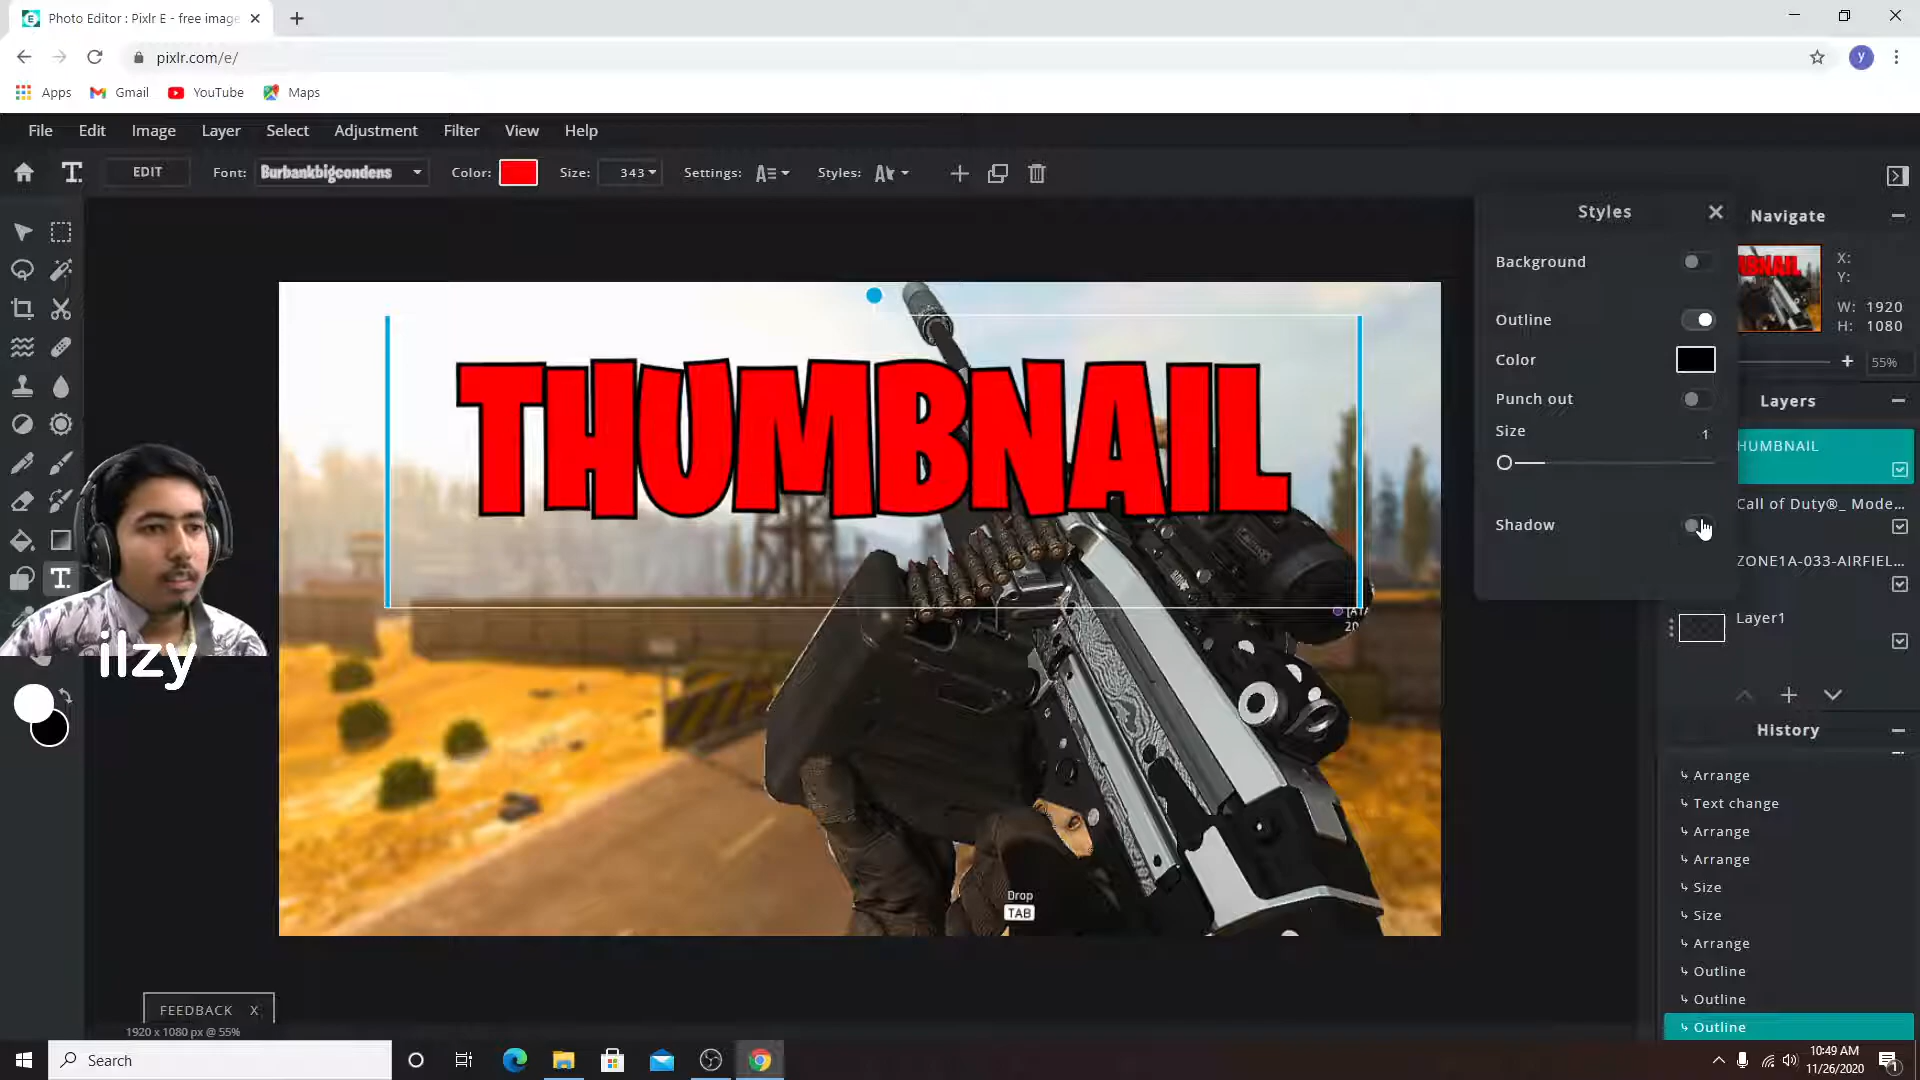 Photo Editor : Pixlr E - free image
pixlr.com/e/
y
Apps
Gmail
YouTube
Maps
File
Edit
Image
Layer
Select
Adjustment
Filter
View
Help
EDIT
Font:
Burbankbigcondens
Color:
Size:
343
Settings:
Styles:
Styles
Background
Outline
Color
Punch out
Size
1
Shadow
Navigate
X:
Y:
W: 1920
H: 1080
55%
Layers
HUMBNAIL
Call of Duty®_ Mode...
ZONE1A-033-AIRFIEL...
Layer1
History
Arrange
Text change
Arrange
Arrange
Size
Size
Arrange
Outline
Outline
Outline
THUMBNAIL
Drop
TAB
ilzy
FEEDBACK X
1920 x 1080 px @ 55%
Search
10:49 AM
11/26/2020
1